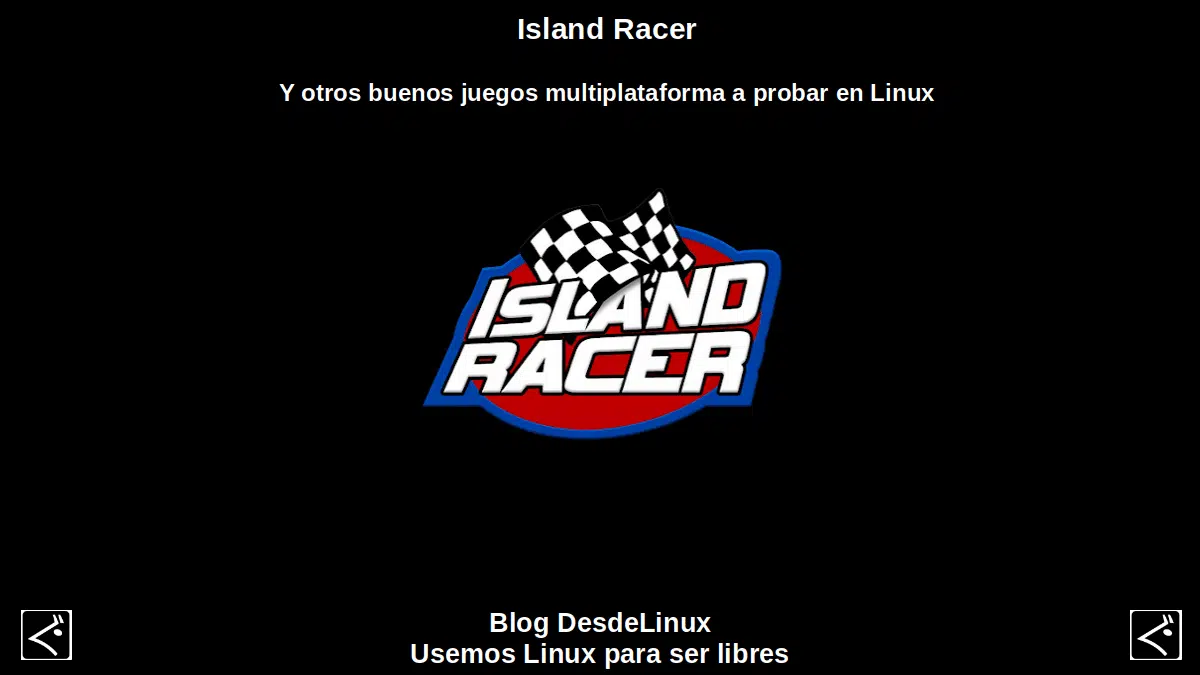 Island Racer
Y otros buenos juegos multiplataforma a probar en Linux
ISLAND
RACER
Blog DesdeLinux
Usemos Linux para ser libres